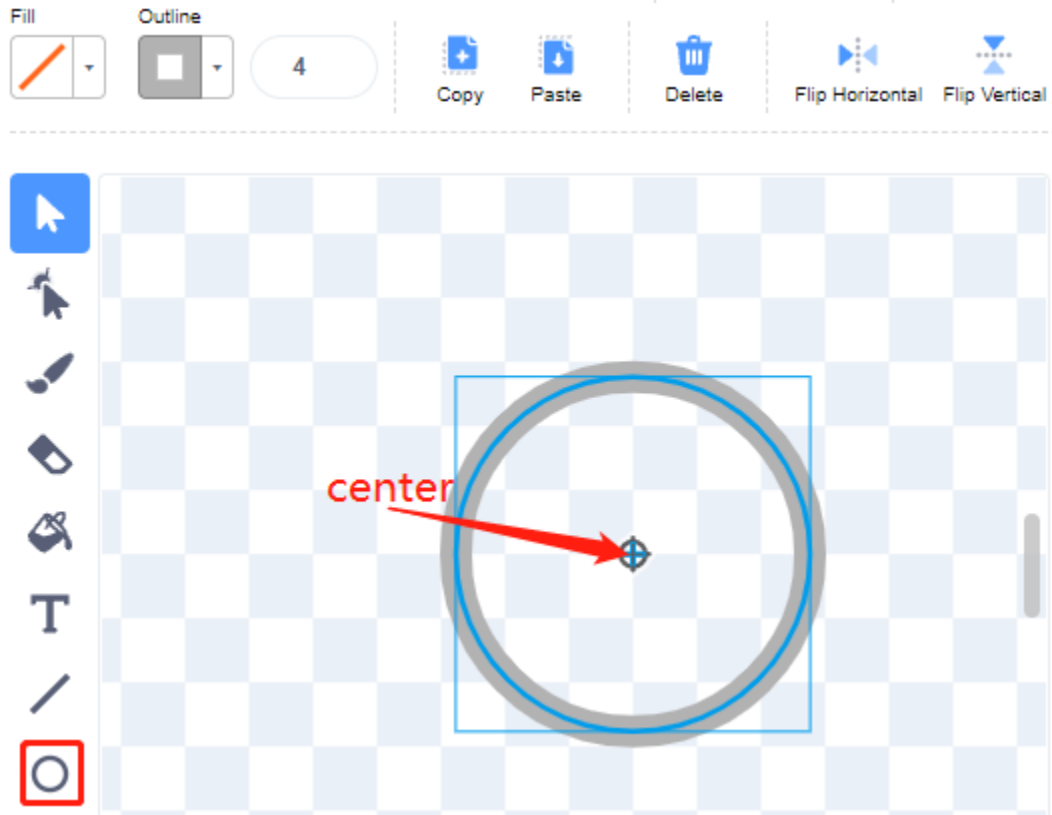 Fill
Outline
4
Copy
Paste
Delete
Flip Horizontal
Flip Vertical
center
T